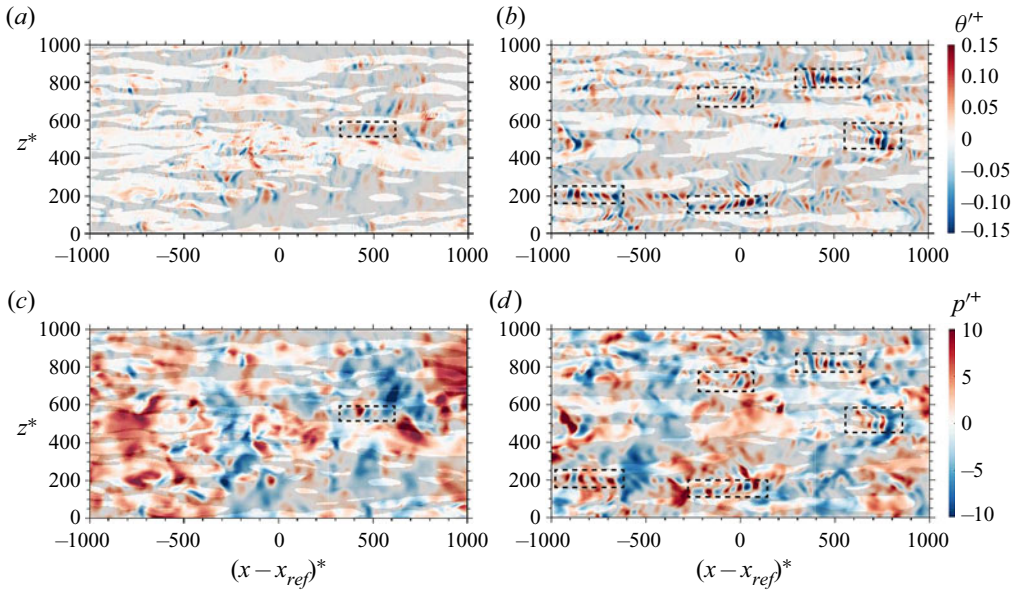 (a) (b) θ′⁺
1000 1000 0.15
800 800 0.10
600 600 0.05
z* 0
400 400 −0.05
200 200 −0.10
0 0 −0.15
−1000 −500 0 500 1000 −1000 −500 0 500 1000
(c) (d) p′⁺
1000 1000 10
800 800 5
600 600
z* 0
400 400
200 200 −5
0 0 −10
−1000 −500 0 500 1000 −1000 −500 0 500 1000
(x – x_ref)* (x – x_ref)*